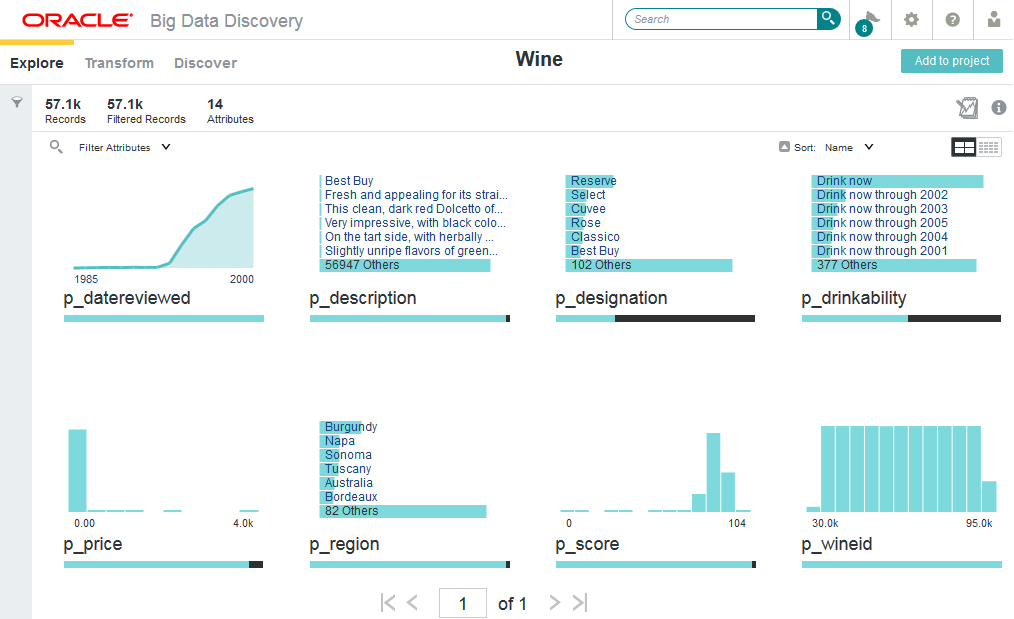 ORACLE Big Data Discovery
Search
8
Explore Transform Discover
Wine
Add to project
57.1k 57.1k 14
Records Filtered Records Attributes
Filter Attributes
Sort: Name
1985 2000
p_datereviewed
Best Buy
Fresh and appealing for its strai...
This clean, dark red Dolcetto of...
Very impressive, with black colo...
On the tart side, with herbally ...
Slightly unripe flavors of green...
56947 Others
p_description
Reserve
Select
Cuvee
Rose
Classico
Best Buy
102 Others
p_designation
Drink now
Drink now through 2002
Drink now through 2003
Drink now through 2005
Drink now through 2004
Drink now through 2001
377 Others
p_drinkability
0.00 4.0k
p_price
Burgundy
Napa
Sonoma
Tuscany
Australia
Bordeaux
82 Others
p_region
0 104
p_score
30.0k 95.0k
p_wineid
1 of 1